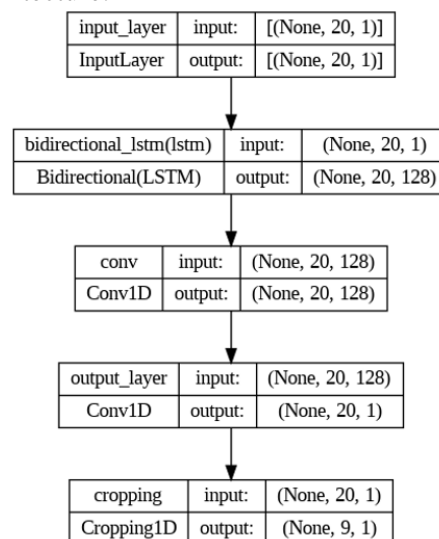 input_layer input: [(None, 20, 1)]
InputLayer output: [(None, 20, 1)]
bidirectional_lstm(lstm) input: (None, 20, 1)
Bidirectional(LSTM) output: (None, 20, 128)
conv input: (None, 20, 128)
Conv1D output: (None, 20, 128)
output_layer input: (None, 20, 128)
Conv1D output: (None, 20, 1)
cropping input: (None, 20, 1)
Cropping1D output: (None, 9, 1)